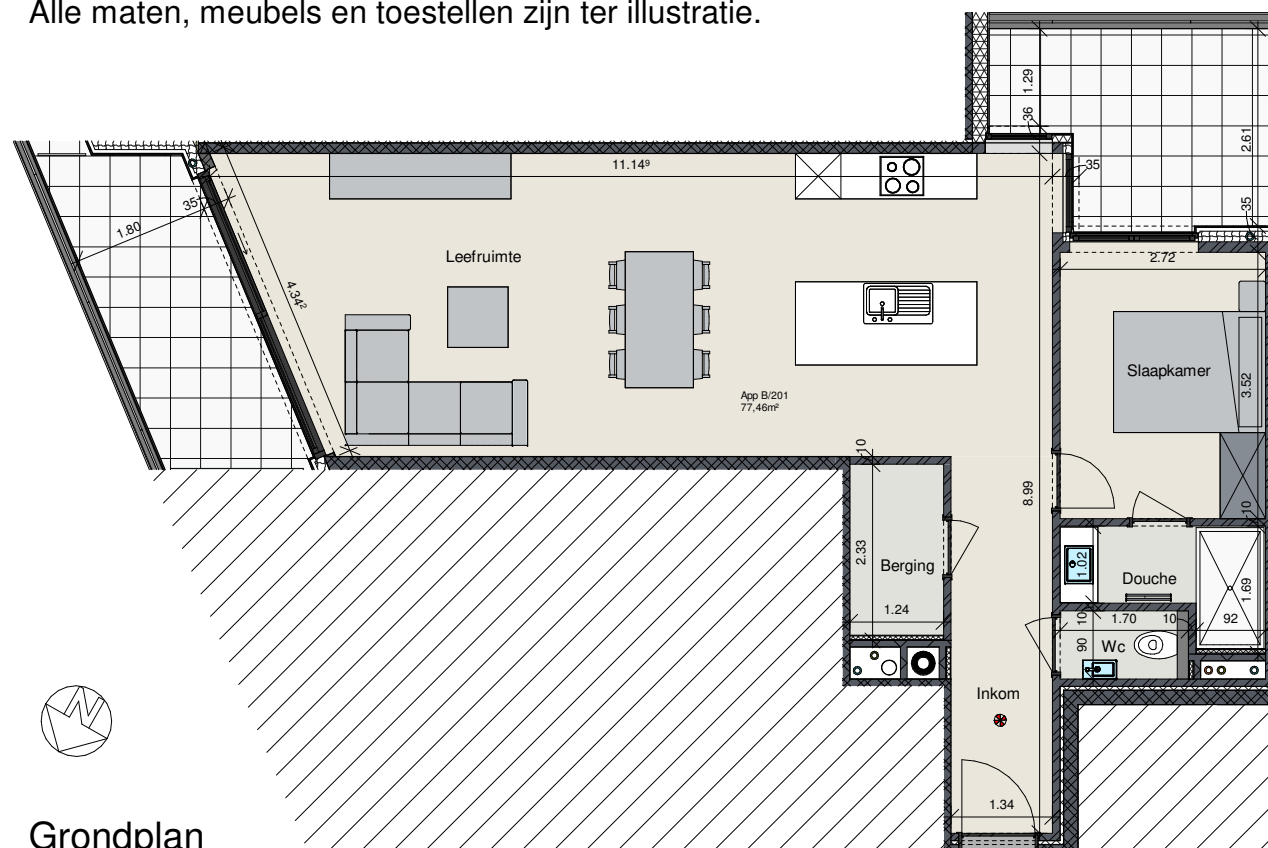 Alle maten, meubels en toestellen zijn ter illustratie.
1.29
36
2.61
35
35
11.14⁹
35
1.80
4.34²
Leefruimte
2.72
Slaapkamer
3.52
App B/201
77,46m²
10
8.99
10
2.33
Berging
1.24
1.02
Douche
1.69
10
1.70
10
92
90
Wc
Inkom
1.34
N
Grondplan